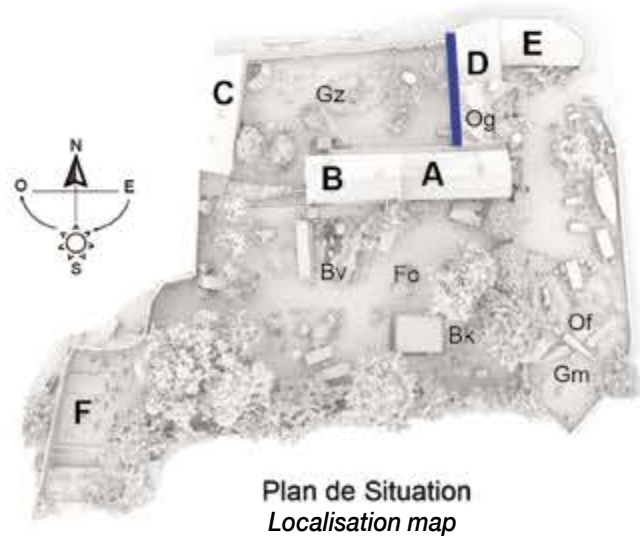 D
E
C
Gz
Og
N
O
E
S
B
A
Bv
Fo
Bk
Of
Gm
F
Plan de Situation
Localisation map